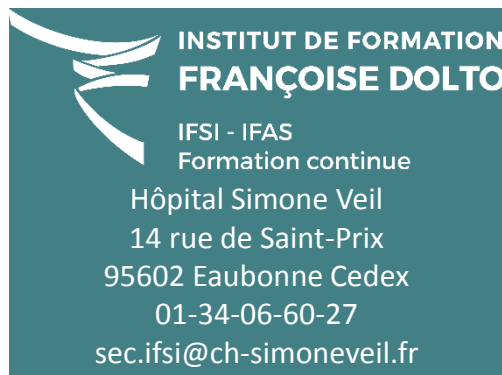 INSTITUT DE FORMATION
FRANÇOISE DOLTO
IFSI - IFAS
Formation continue
Hôpital Simone Veil
14 rue de Saint-Prix
95602 Eaubonne Cedex
01-34-06-60-27
sec.ifsi@ch-simoneveil.fr